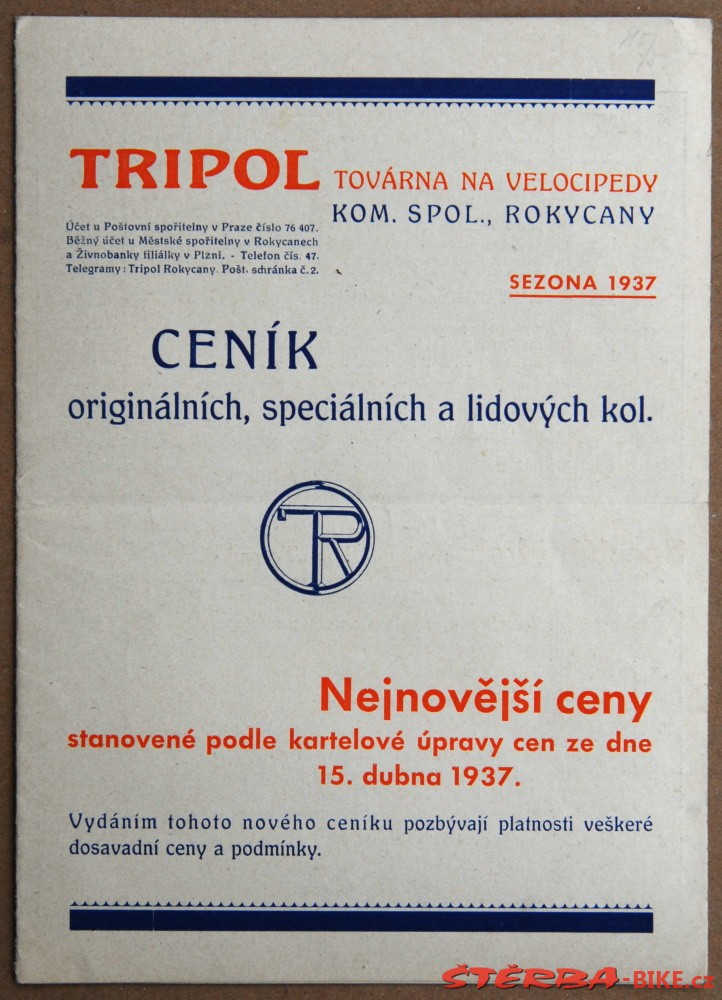 TRIPOL
TOVÁRNA NA VELOCIPEDY
KOM. SPOL., ROKYCANY
Účet u Poštovní spořitelny v Praze číslo 76 407.
Běžný účet u Městské spořitelny v Rokycanech
a Živnobanky filiálky v Plzni. - Telefon čís. 47.
Telegramy: Tripol Rokycany. Pošt. schránka č. 2.
SEZONA 1937
CENÍK
originálních, speciálních a lidových kol.
TR
Nejnovější ceny
stanovené podle kartelové úpravy cen ze dne
15. dubna 1937.
Vydáním tohoto nového ceníku pozbývají platnosti veškeré
dosavadní ceny a podmínky.
ŠTĚRBA-BIKE.cz